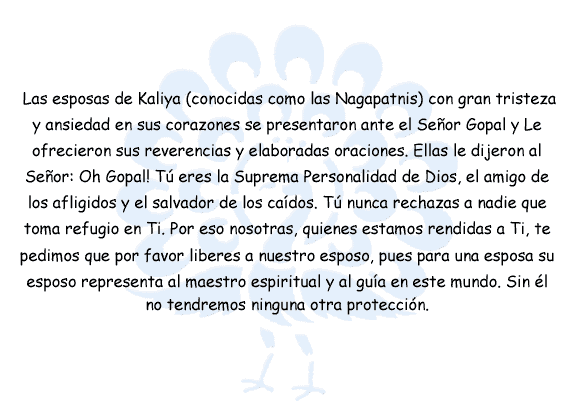 Las esposas de Kaliya (conocidas como las Nagapatnis) con gran tristeza
y ansiedad en sus corazones se presentaron ante el Señor Gopal y Le
ofrecieron sus reverencias y elaboradas oraciones. Ellas le dijeron al
Señor: Oh Gopal! Tú eres la Suprema Personalidad de Dios, el amigo de
los afligidos y el salvador de los caídos. Tú nunca rechazas a nadie que
toma refugio en Ti. Por eso nosotras, quienes estamos rendidas a Ti, te
pedimos que por favor liberes a nuestro esposo, pues para una esposa su
esposo representa al maestro espiritual y al guía en este mundo. Sin él
no tendremos ninguna otra protección.